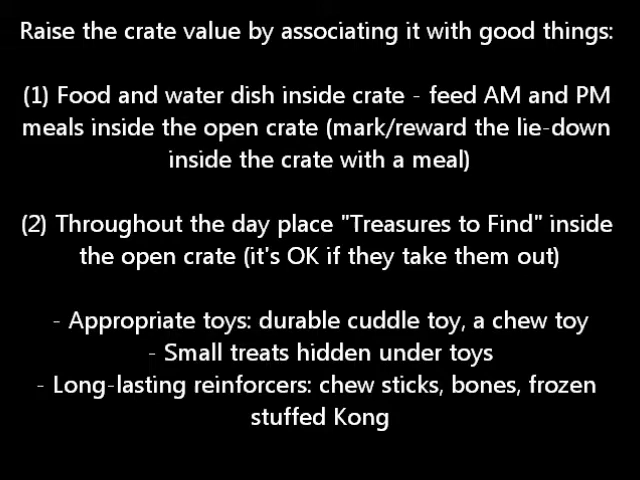 Raise the crate value by associating it with good things:
(1) Food and water dish inside crate - feed AM and PM
meals inside the open crate (mark/reward the lie-down
inside the crate with a meal)
(2) Throughout the day place "Treasures to Find" inside
the open crate (it's OK if they take them out)
- Appropriate toys: durable cuddle toy, a chew toy
- Small treats hidden under toys
- Long-lasting reinforcers: chew sticks, bones, frozen
stuffed Kong